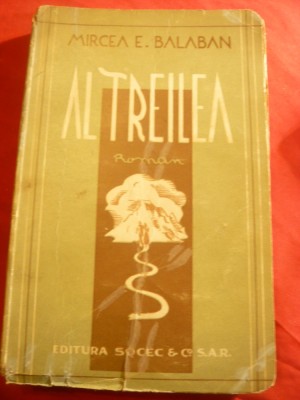 MIRCEA E. BALABAN
AL TREILEA
Roman
EDITURA SOCEC & Co. S.A.R.